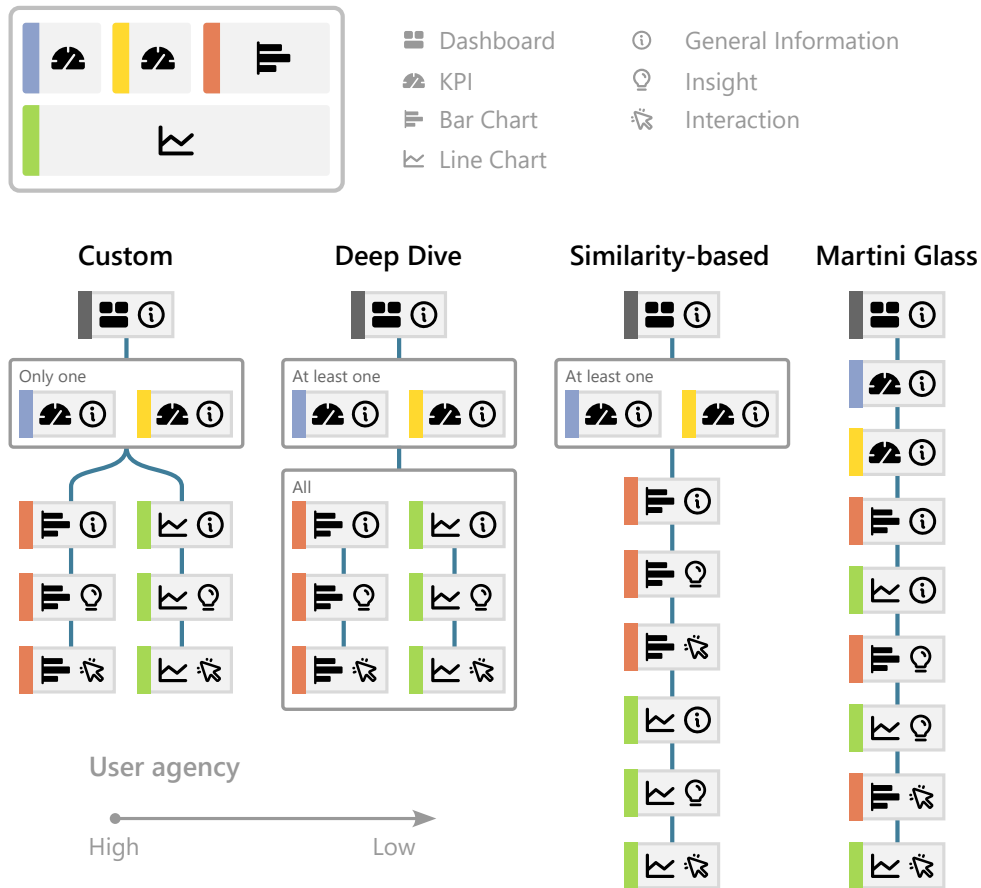 Dashboard
General Information
KPI
Insight
Bar Chart
Interaction
Line Chart
Custom
Deep Dive
Similarity-based
Martini Glass
Only one
At least one
At least one
All
User agency
High
Low